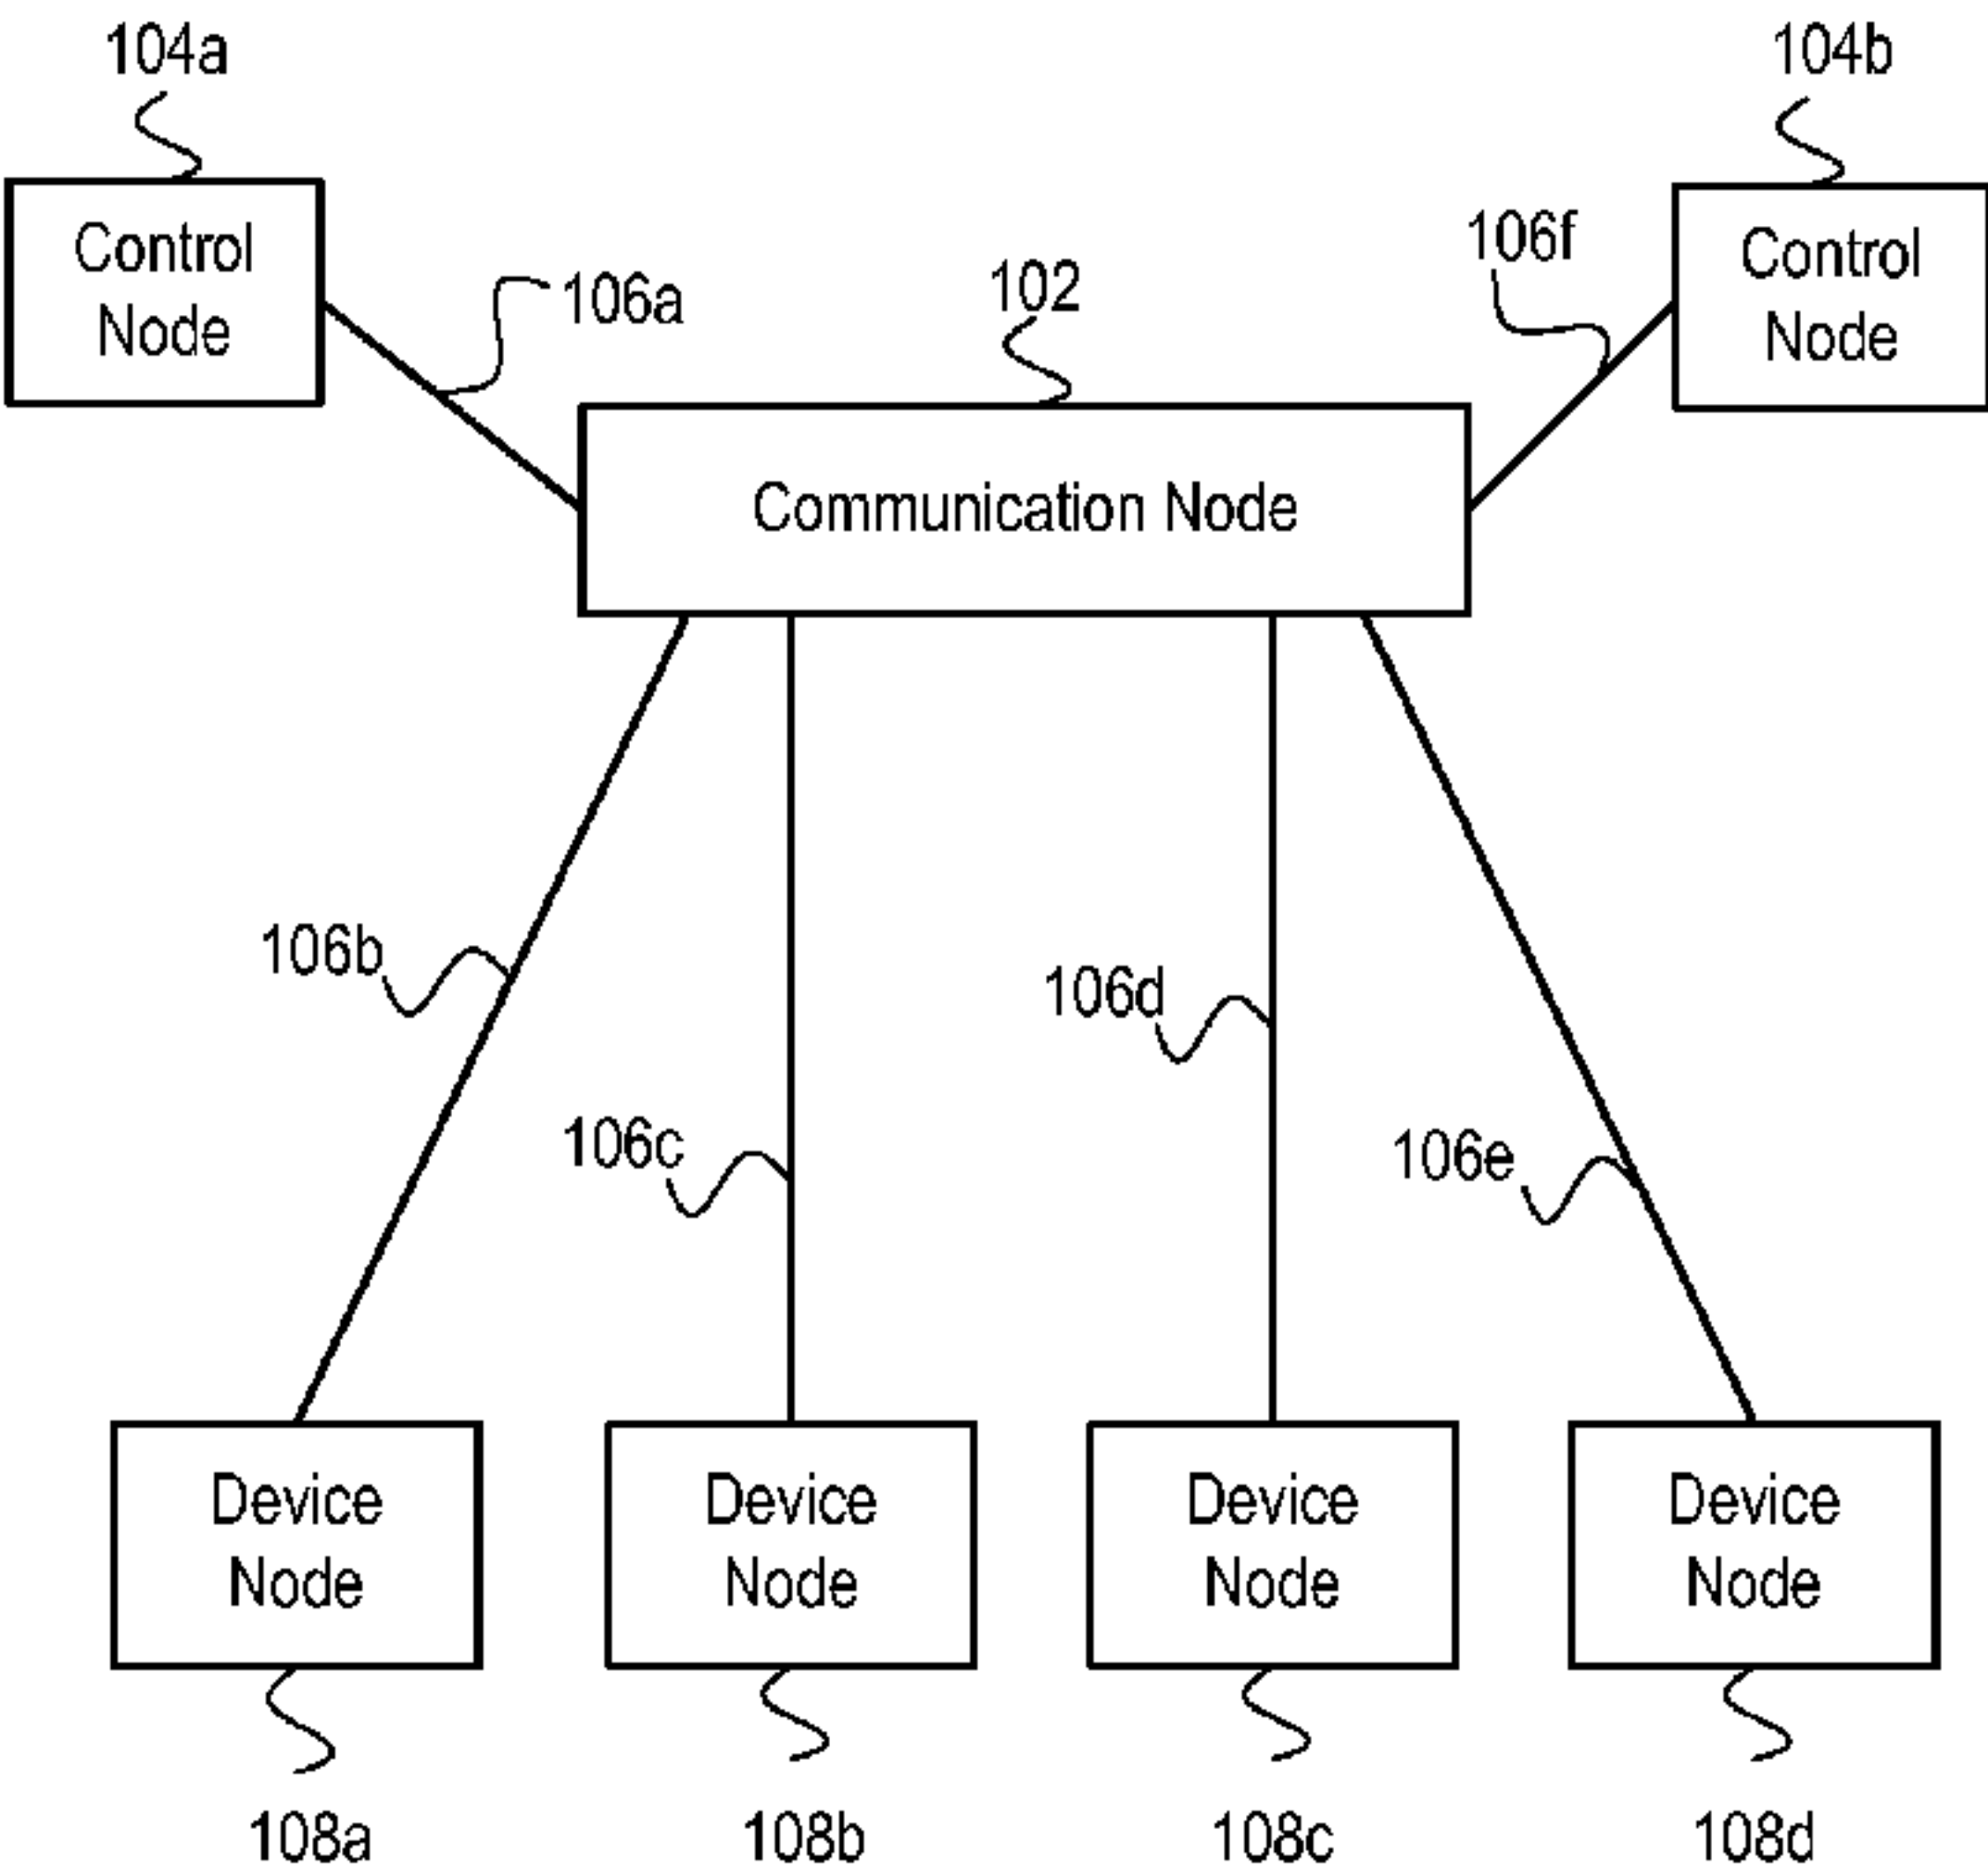 104a
104b
Control
Node
106a
102
106f
Control
Node
Communication Node
106b
106d
106c
106e
Device
Node
Device
Node
Device
Node
Device
Node
108a
108b
108c
108d